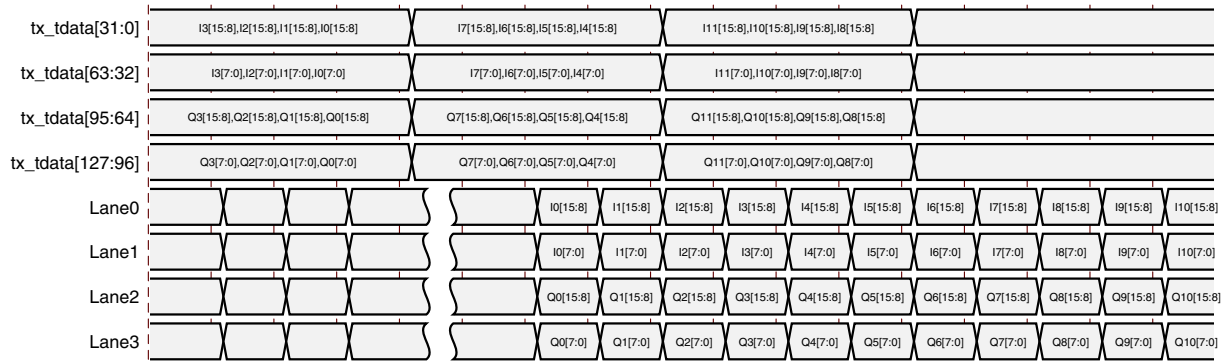 tx_tdata[31:0] I3[15:8],I2[15:8],I1[15:8],I0[15:8] I7[15:8],I6[15:8],I5[15:8],I4[15:8] I11[15:8],I10[15:8],I9[15:8],I8[15:8]
tx_tdata[63:32] I3[7:0],I2[7:0],I1[7:0],I0[7:0] I7[7:0],I6[7:0],I5[7:0],I4[7:0] I11[7:0],I10[7:0],I9[7:0],I8[7:0]
tx_tdata[95:64] Q3[15:8],Q2[15:8],Q1[15:8],Q0[15:8] Q7[15:8],Q6[15:8],Q5[15:8],Q4[15:8] Q11[15:8],Q10[15:8],Q9[15:8],Q8[15:8]
tx_tdata[127:96] Q3[7:0],Q2[7:0],Q1[7:0],Q0[7:0] Q7[7:0],Q6[7:0],Q5[7:0],Q4[7:0] Q11[7:0],Q10[7:0],Q9[7:0],Q8[7:0]
Lane0 I0[15:8] I1[15:8] I2[15:8] I3[15:8] I4[15:8] I5[15:8] I6[15:8] I7[15:8] I8[15:8] I9[15:8] I10[15:8]
Lane1 I0[7:0] I1[7:0] I2[7:0] I3[7:0] I4[7:0] I5[7:0] I6[7:0] I7[7:0] I8[7:0] I9[7:0] I10[7:0]
Lane2 Q0[15:8] Q1[15:8] Q2[15:8] Q3[15:8] Q4[15:8] Q5[15:8] Q6[15:8] Q7[15:8] Q8[15:8] Q9[15:8] Q10[15:8]
Lane3 Q0[7:0] Q1[7:0] Q2[7:0] Q3[7:0] Q4[7:0] Q5[7:0] Q6[7:0] Q7[7:0] Q8[7:0] Q9[7:0] Q10[7:0]